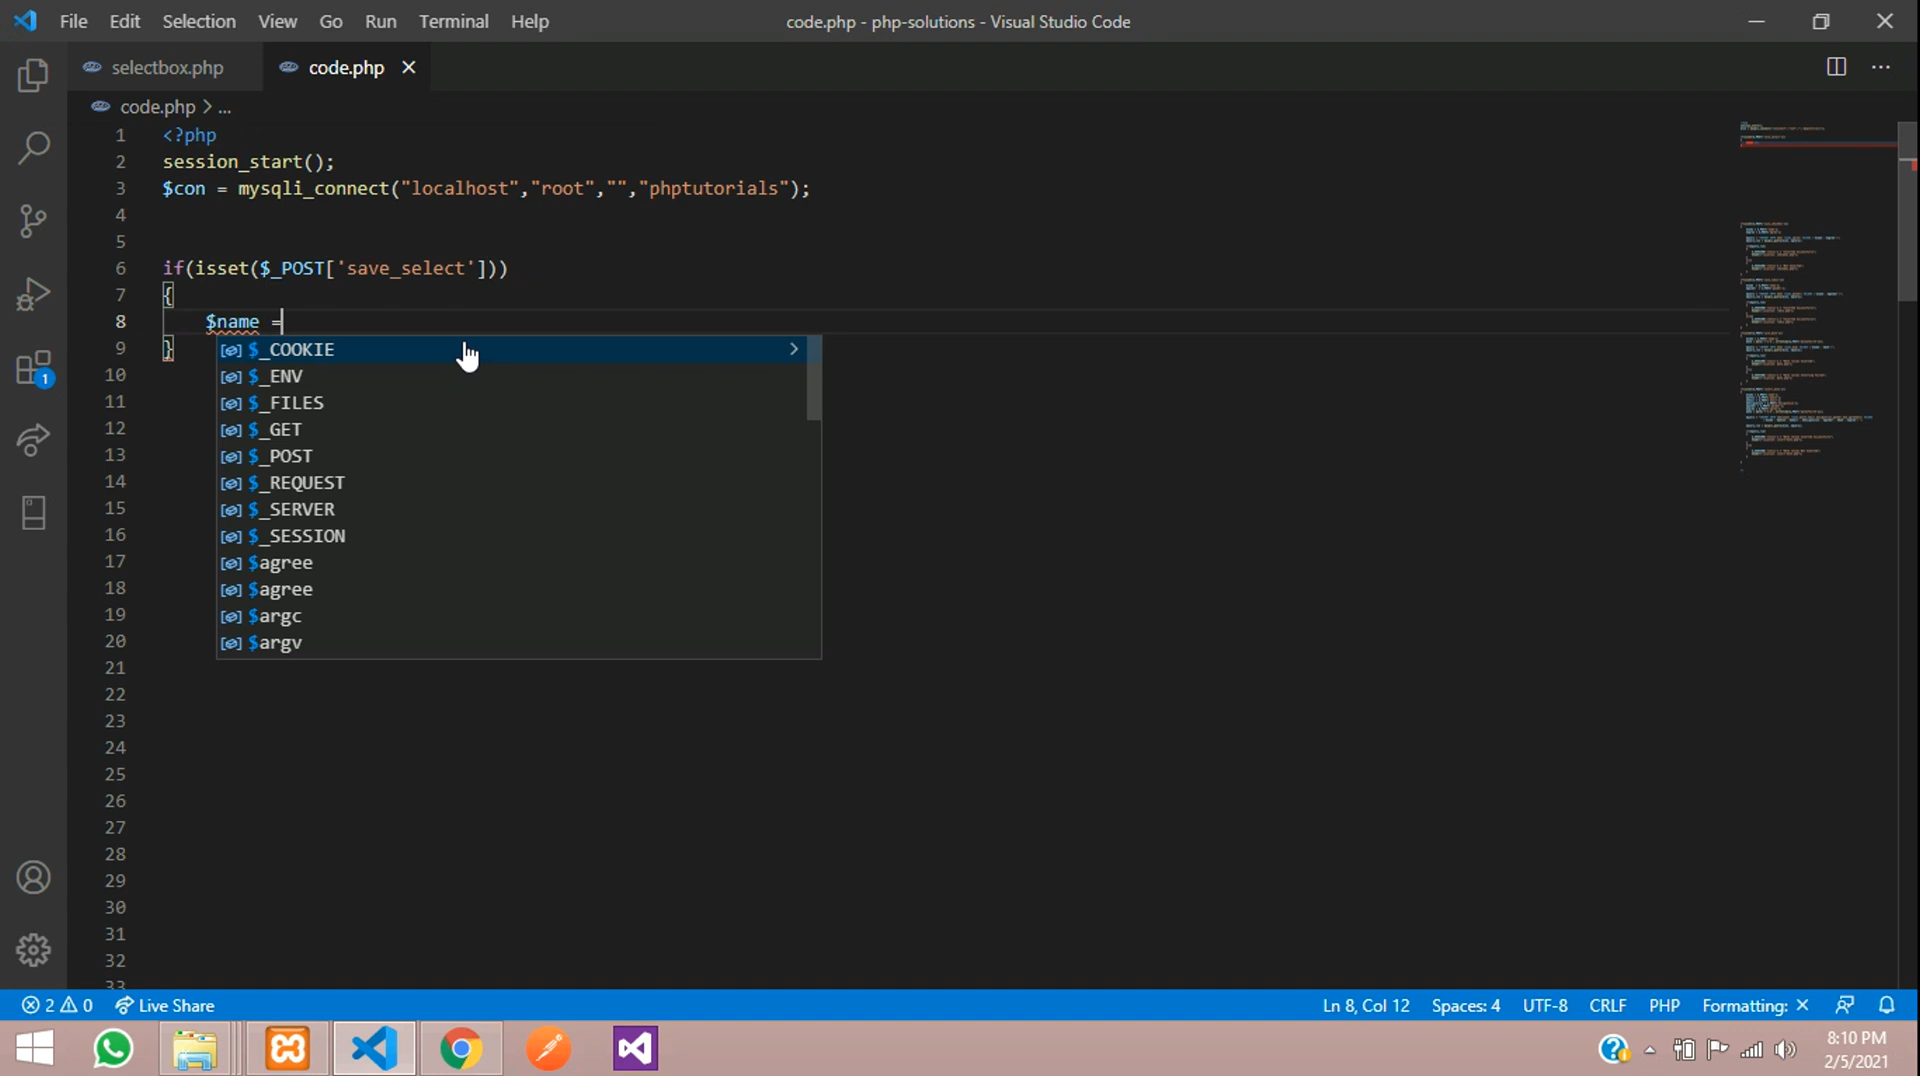 File Edit Selection View Go Run Terminal Help
code.php - php-solutions - Visual Studio Code
selectbox.php
code.php
code.php > ...
1 <?php
2 session_start();
3 $con = mysqli_connect("localhost","root","","phptutorials");
4
5
6 if(isset($_POST['save_select']))
7 {
8 $name =
9 }
$_COOKIE
10 $_ENV
11 $_FILES
12 $_GET
13 $_POST
14 $_REQUEST
15 $_SERVER
16 $_SESSION
17 $agree
18 $agree
19 $argc
20 $argv
21
22
23
24
25
26
27
28
29
30
31
32
33
1
2 0 Live Share
Ln 8, Col 12 Spaces: 4 UTF-8 CRLF PHP Formatting: ×
8:10 PM
2/5/2021